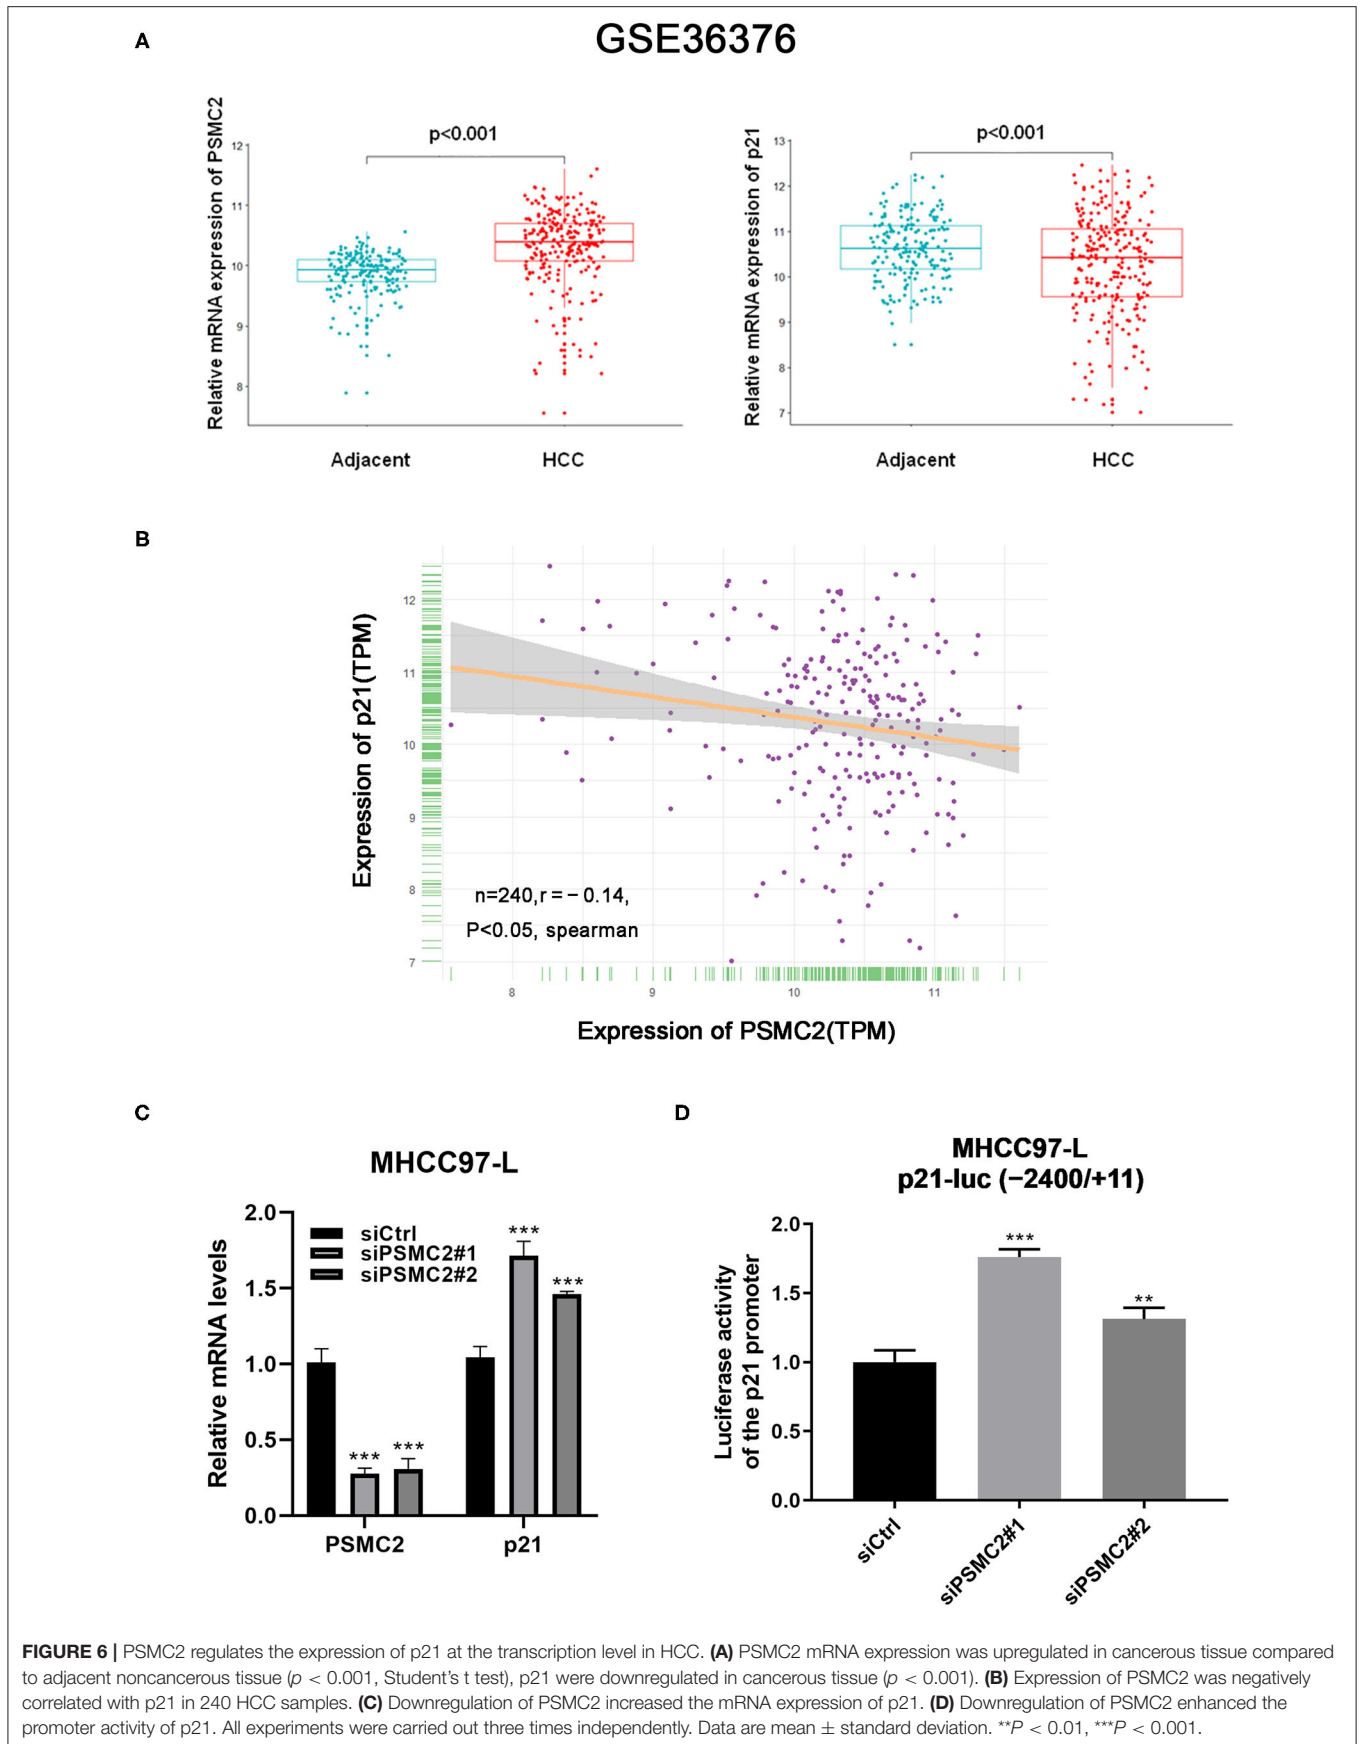 A
GSE36376
Relative mRNA expression of PSMC2
12
11
10
9
8
p<0.001
Adjacent
HCC
Relative mRNA expression of p21
13
12
11
10
9
8
7
p<0.001
Adjacent
HCC
B
Expression of p21(TPM)
12
11
10
9
8
7
n=240,r=−0.14,
P<0.05, spearman
8
9
10
11
Expression of PSMC2(TPM)
C
MHCC97-L
Relative mRNA levels
2.0
1.5
1.0
0.5
0.0
siCtrl
siPSMC2#1
siPSMC2#2
***
***
***
***
PSMC2
p21
D
MHCC97-L
p21-luc (−2400/+11)
Luciferase activity
of the p21 promoter
2.0
1.5
1.0
0.5
0.0
***
**
siCtrl
siPSMC2#1
siPSMC2#2
FIGURE 6 | PSMC2 regulates the expression of p21 at the transcription level in HCC. (A) PSMC2 mRNA expression was upregulated in cancerous tissue compared
to adjacent noncancerous tissue (p < 0.001, Student's t test), p21 were downregulated in cancerous tissue (p < 0.001). (B) Expression of PSMC2 was negatively
correlated with p21 in 240 HCC samples. (C) Downregulation of PSMC2 increased the mRNA expression of p21. (D) Downregulation of PSMC2 enhanced the
promoter activity of p21. All experiments were carried out three times independently. Data are mean ± standard deviation. **P < 0.01, ***P < 0.001.